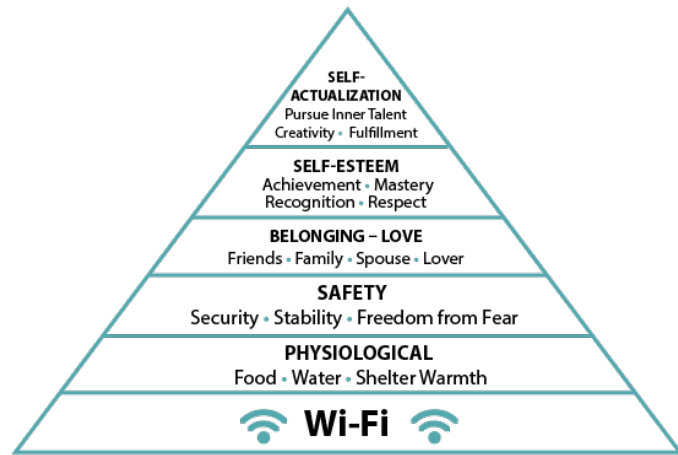 SELF-
ACTUALIZATION
Pursue Inner Talent
Creativity • Fulfillment
SELF-ESTEEM
Achievement • Mastery
Recognition • Respect
BELONGING – LOVE
Friends • Family • Spouse • Lover
SAFETY
Security • Stability • Freedom from Fear
PHYSIOLOGICAL
Food • Water • Shelter Warmth
Wi-Fi